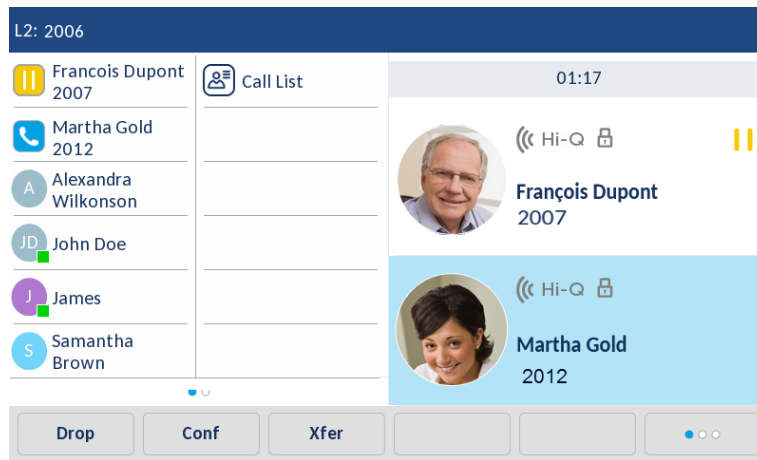 L2: 2006
Francois Dupont
2007
Martha Gold
2012
A
Alexandra
Wilkonson
JD
John Doe
J
James
S
Samantha
Brown
Call List
01:17
Hi-Q
François Dupont
2007
Hi-Q
Martha Gold
2012
Drop
Conf
Xfer